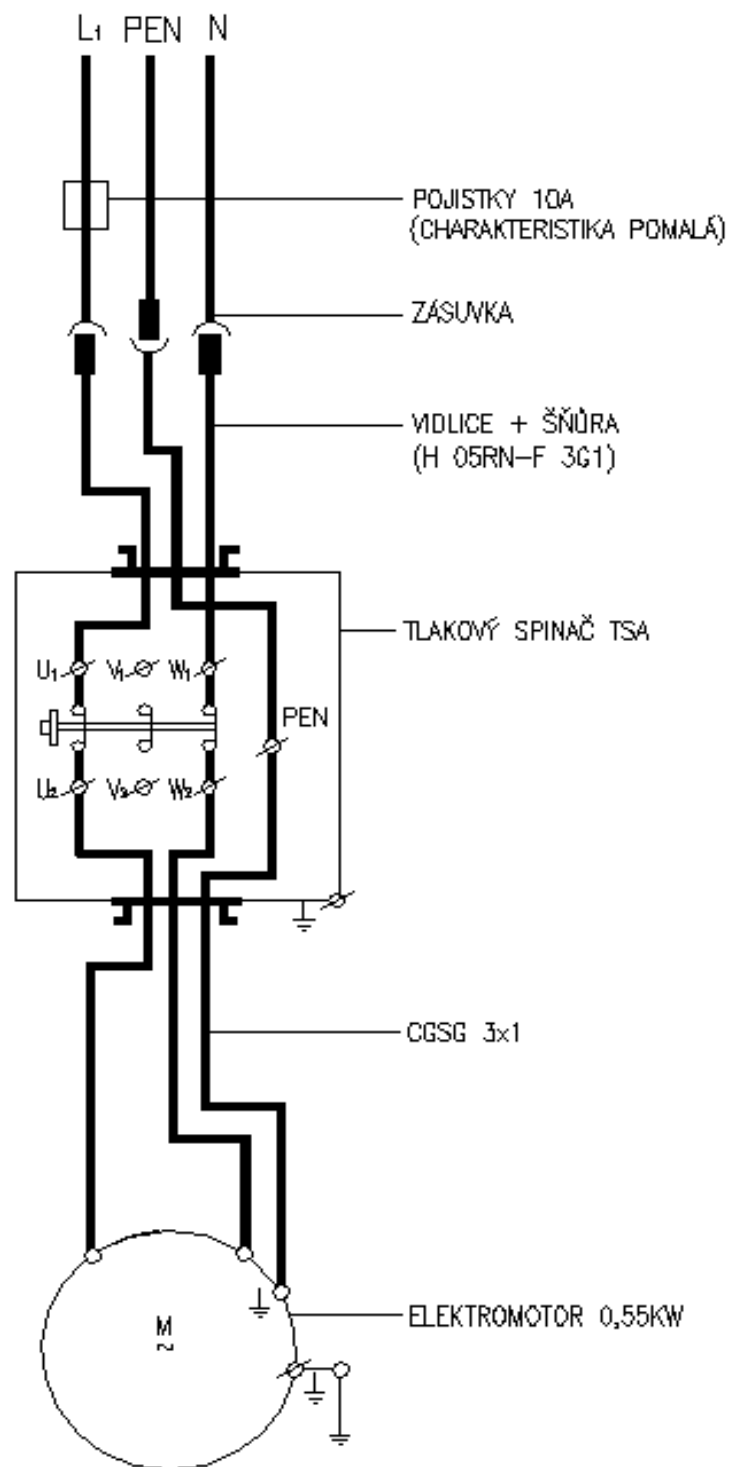 L1 PEN N
POJISTKY 10A
(CHARAKTERISTIKA POMALÁ)
ZÁSUVKA
VIDLICE + ŠŇŮRA
(H 05RN-F 3G1)
TLAKOVÝ SPINAČ TSA
U1 V1 W1
PEN
U2 V2 W2
CGSG 3x1
M
~
ELEKTROMOTOR 0,55KW